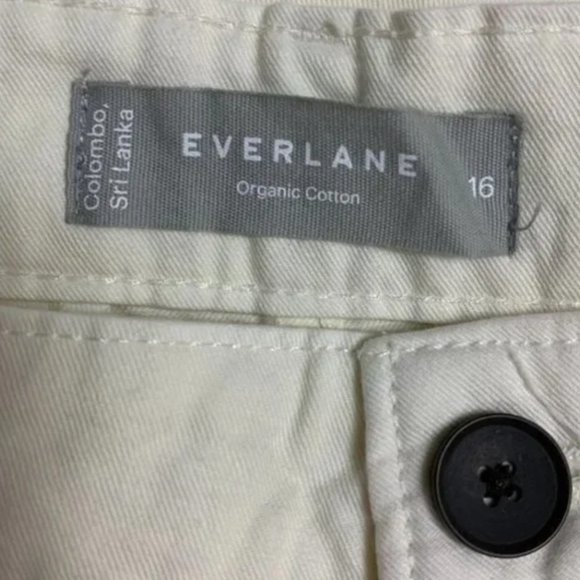 Colombo,
Sri Lanka
EVERLANE
Organic Cotton
16